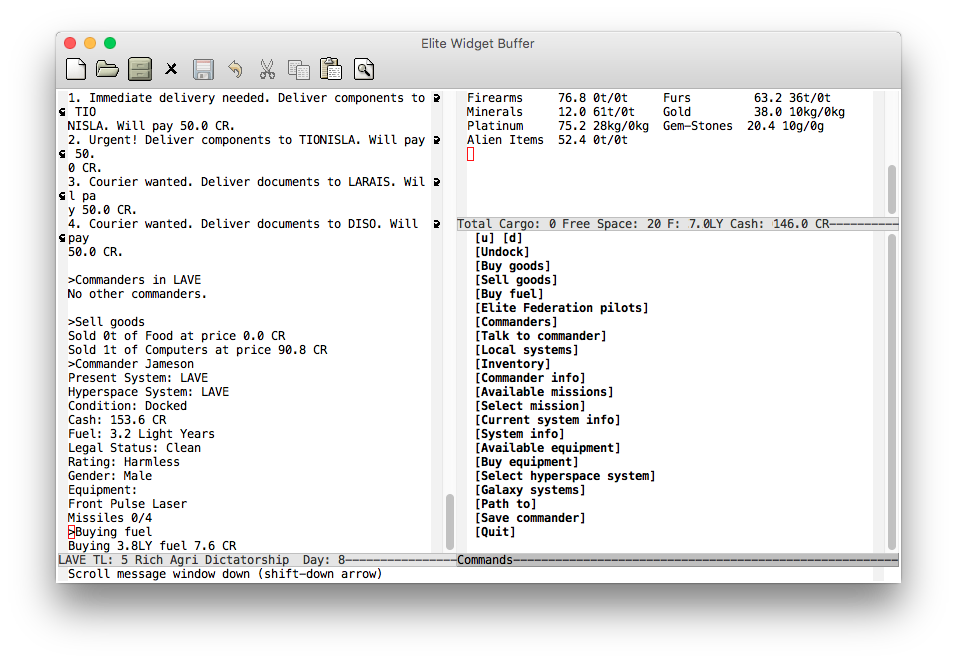 Elite Widget Buffer
1. Immediate delivery needed. Deliver components to
TIO
NISLA. Will pay 50.0 CR.
2. Urgent! Deliver components to TIONISLA. Will pay
50.
0 CR.
3. Courier wanted. Deliver documents to LARAIS. Wil
l pa
y 50.0 CR.
4. Courier wanted. Deliver documents to DISO. Will
pay
50.0 CR.
>Commanders in LAVE
No other commanders.
>Sell goods
Sold 0t of Food at price 0.0 CR
Sold 1t of Computers at price 90.8 CR
>Commander Jameson
Present System: LAVE
Hyperspace System: LAVE
Condition: Docked
Cash: 153.6 CR
Fuel: 3.2 Light Years
Legal Status: Clean
Rating: Harmless
Gender: Male
Equipment:
Front Pulse Laser
Missiles 0/4
>Buying fuel
Buying 3.8LY fuel 7.6 CR
LAVE TL: 5 Rich Agri Dictatorship  Day: 8
Scroll message window down (shift-down arrow)
Firearms     76.8 0t/0t     Furs         63.2 36t/0t
Minerals     12.0 61t/0t    Gold         38.0 10kg/0kg
Platinum     75.2 28kg/0kg  Gem-Stones  20.4 10g/0g
Alien Items  52.4 0t/0t
Total Cargo: 0 Free Space: 20 F: 7.0LY Cash: 146.0 CR
[u] [d]
[Undock]
[Buy goods]
[Sell goods]
[Buy fuel]
[Elite Federation pilots]
[Commanders]
[Talk to commander]
[Local systems]
[Inventory]
[Commander info]
[Available missions]
[Select mission]
[Current system info]
[System info]
[Available equipment]
[Buy equipment]
[Select hyperspace system]
[Galaxy systems]
[Path to]
[Save commander]
[Quit]
Commands